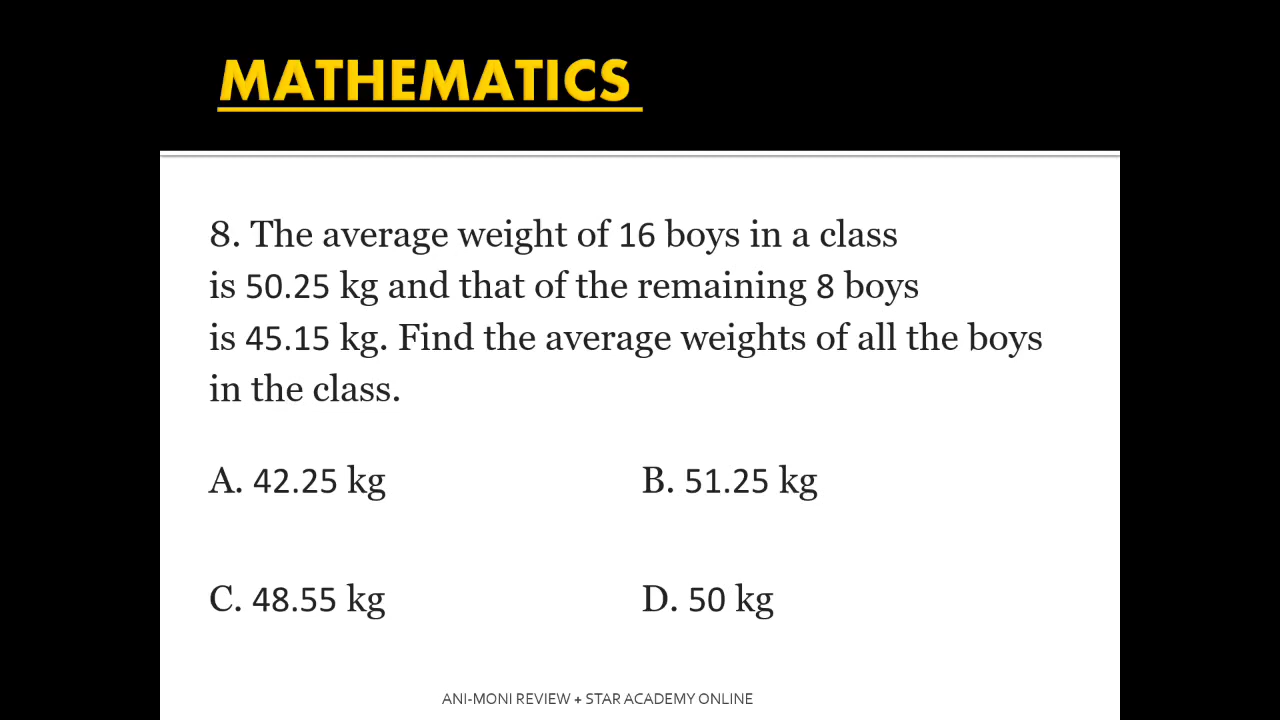 MATHEMATICS
8. The average weight of 16 boys in a class
is 50.25 kg and that of the remaining 8 boys
is 45.15 kg. Find the average weights of all the boys
in the class.
A. 42.25 kg
B. 51.25 kg
C. 48.55 kg
D. 50 kg
ANI-MONI REVIEW + STAR ACADEMY ONLINE